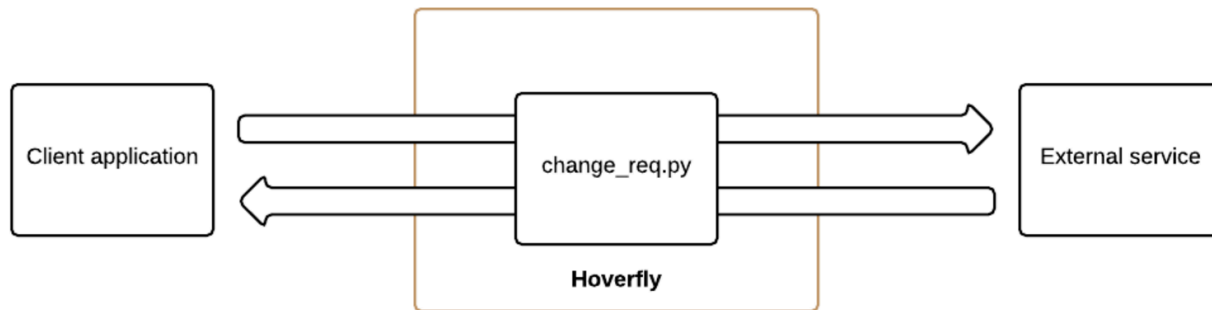 Client application
change_req.py
External service
Hoverfly